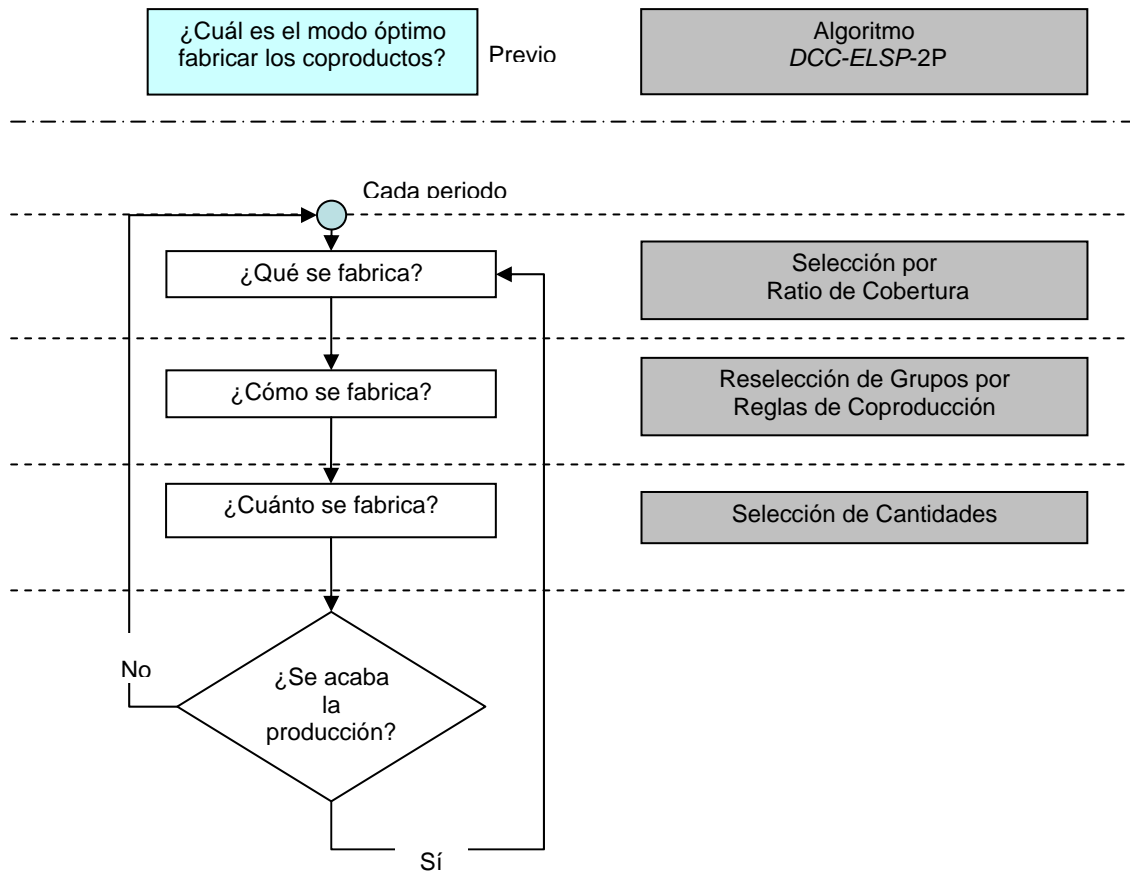 ¿Cuál es el modo óptimo
fabricar los coproductos?
Previo
Algoritmo
DCC-ELSP-2P
Cada periodo
¿Qué se fabrica?
Selección por
Ratio de Cobertura
¿Cómo se fabrica?
Reselección de Grupos por
Reglas de Coproducción
¿Cuánto se fabrica?
Selección de Cantidades
No
¿Se acaba
la
producción?
Sí